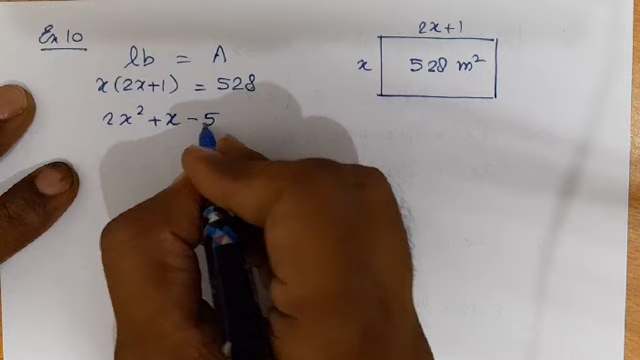 Ex 10
lb = A
x(2x+1) = 528
2x² + x - 5
2x+1
x
528 m²